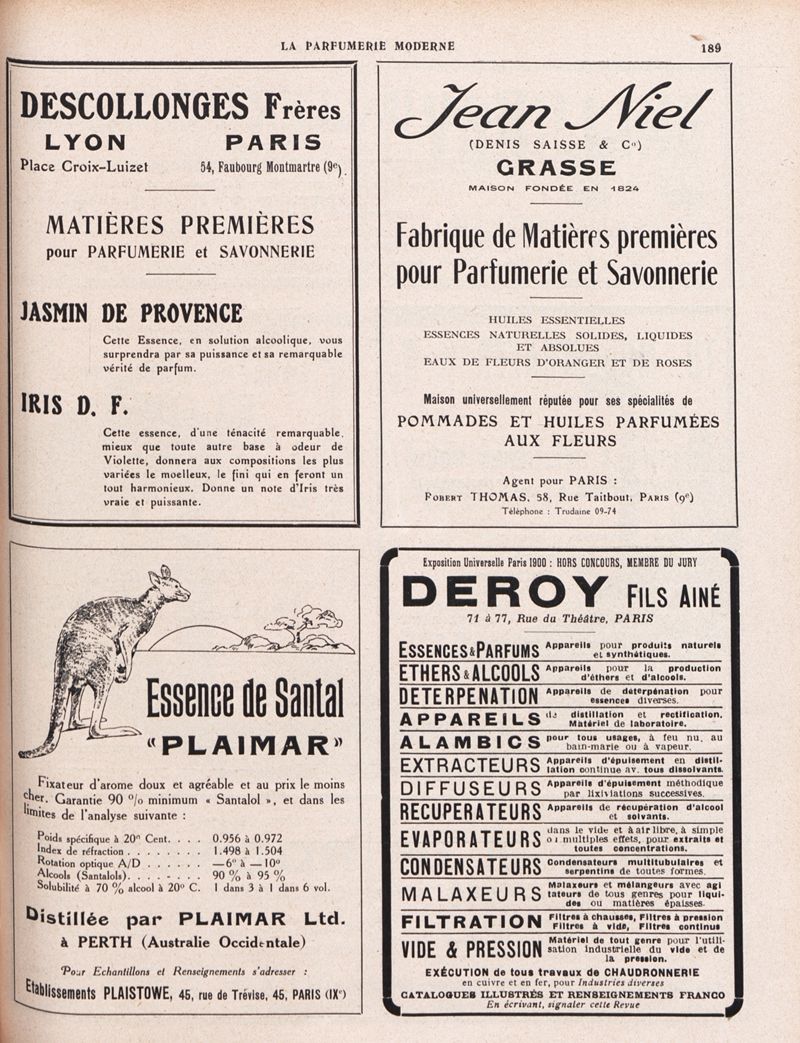 LA PARFUMERIE MODERNE
189
DESCOLLONGES Frères
LYON PARIS
Place Croix-Luizet 54, Faubourg Montmartre (9e).
MATIÈRES PREMIÈRES
pour PARFUMERIE et SAVONNERIE
JASMIN DE PROVENCE
Cette Essence, en solution alcoolique, vous
surprendra par sa puissance et sa remarquable
vérité de parfum.
IRIS D. F.
Cette essence, d'une ténacité remarquable,
mieux que toute autre base à odeur de
Violette, donnera aux compositions les plus
variées le moelleux, le fini qui en feront un
tout harmonieux. Donne un note d'Iris très
vraie et puissante.
Jean Niel
(DENIS SAISSE & Co)
GRASSE
MAISON FONDÉE EN 1824
Fabrique de Matières premières
pour Parfumerie et Savonnerie
HUILES ESSENTIELLES
ESSENCES NATURELLES SOLIDES, LIQUIDES
ET ABSOLUES
EAUX DE FLEURS D'ORANGER ET DE ROSES
Maison universellement réputée pour ses spécialités de
POMMADES ET HUILES PARFUMÉES
AUX FLEURS
Agent pour PARIS :
FOBERT THOMAS, 58, Rue Taitbout, PARIS (9e)
Téléphone : Trudaine 09-74
Essence de Santal
"PLAIMAR"
Fixateur d'arome doux et agréable et au prix le moins
cher. Garantie 90 % minimum « Santalol », et dans les
limites de l'analyse suivante :
Poids spécifique à 20° Cent. . . . 0.956 à 0.972
Index de réfraction . . . . . . . . 1.498 à 1.504
Rotation optique A/D . . . . . . —6° à —10°
Alcools (Santalols). . . . . . . . 90 % à 95 %
Solubilité à 70 % alcool à 20° C. 1 dans 3 à 1 dans 6 vol.
Distillée par PLAIMAR Ltd.
à PERTH (Australie Occidentale)
Pour Echantillons et Renseignements s'adresser :
Etablissements PLAISTOWE, 45, rue de Trévise, 45, PARIS (IXe)
Exposition Universelle Paris 1900 : HORS CONCOURS, MEMBRE DU JURY
DEROY FILS AINÉ
71 à 77, Rue du Théâtre, PARIS
ESSENCES & PARFUMS Appareils pour produits naturels
et synthétiques.
ETHERS & ALCOOLS Appareils pour la production
d'éthers et d'alcools.
DETERPENATION Appareils de déterpénation pour
essences diverses.
APPAREILS de distillation et rectification.
Matériel de laboratoire.
ALAMBICS pour tous usages, à feu nu, au
bain-marie ou à vapeur.
EXTRACTEURS Appareils d'épuisement en distil-
lation continue av. tous dissolvants.
DIFFUSEURS Appareils d'épuisement méthodique
par lixiviations successives.
RECUPERATEURS Appareils de récupération d'alcool
et solvants.
EVAPORATEURS dans le vide et à air libre, à simple
ou multiples effets, pour extraits et
toutes concentrations.
CONDENSATEURS Condensateurs multitubulaires et
serpentins de toutes formes.
MALAXEURS Malaxeurs et mélangeurs avec agi
tateurs de tous genres pour liqui-
des ou matières épaisses.
FILTRATION Filtres à chausses, Filtres à pression
Filtres à vide, Filtres continus
VIDE & PRESSION Matériel de tout genre pour l'utili-
sation industrielle du vide et de
la pression.
EXÉCUTION de tous travaux de CHAUDRONNERIE
en cuivre et en fer, pour Industries diverses
CATALOGUES ILLUSTRÉS ET RENSEIGNEMENTS FRANCO
En écrivant, signaler cette Revue